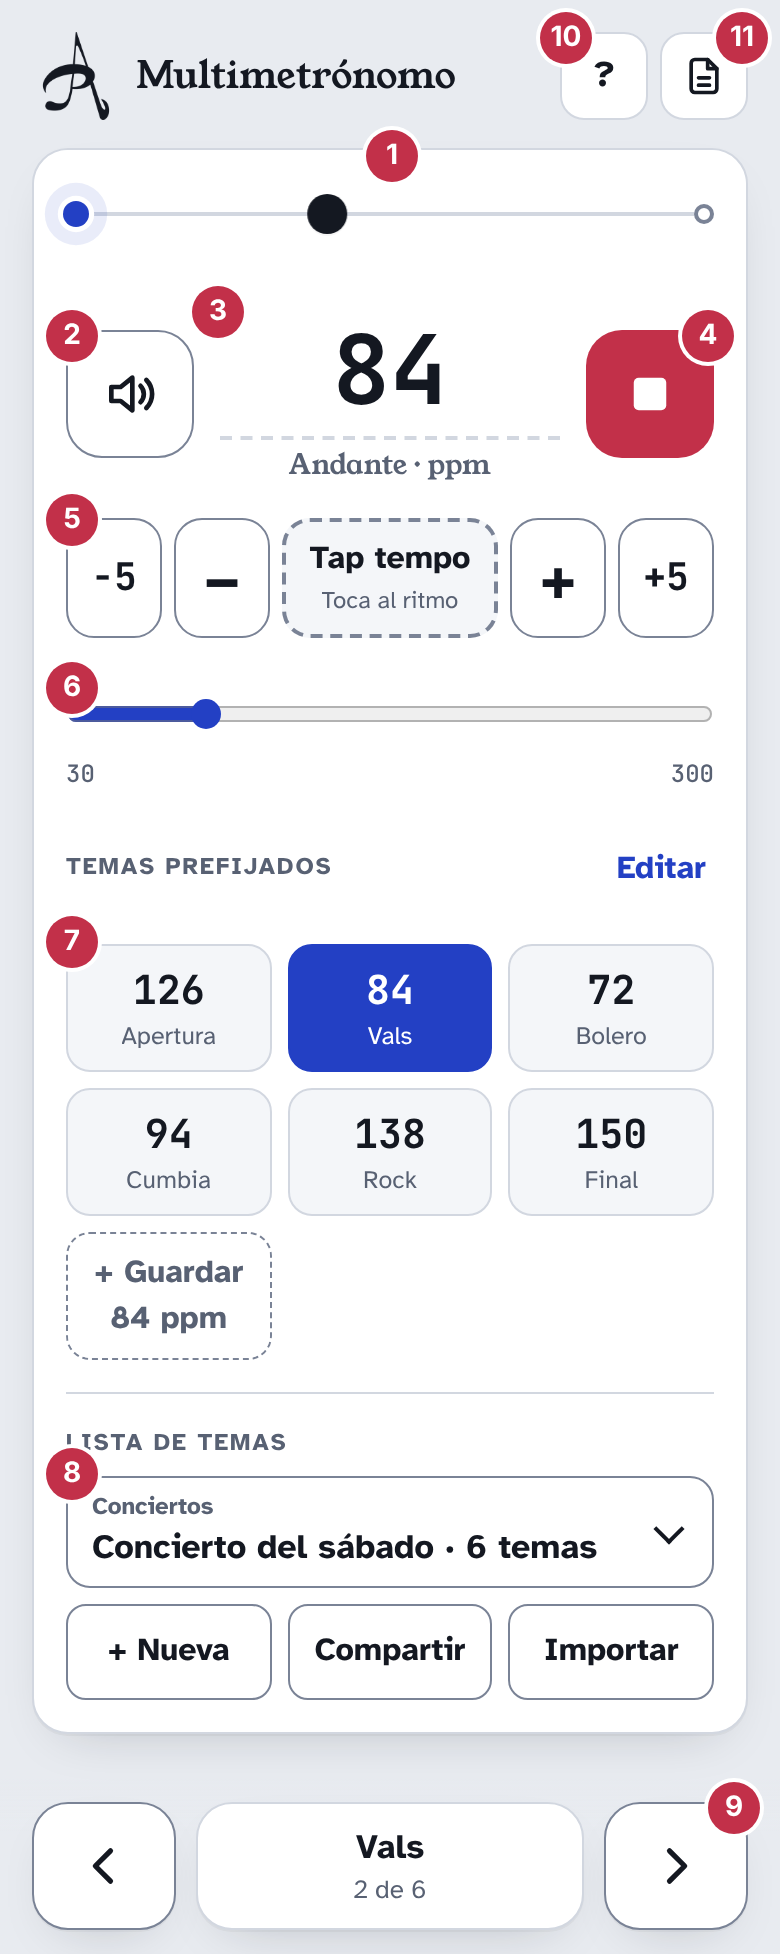 Multimetrónomo
10
?
11
1
2
3
84
4
Andante · ppm
5
-5
−
Tap tempo
Toca al ritmo
+
+5
6
30
300
TEMAS PREFIJADOS
Editar
7
126
Apertura
84
Vals
72
Bolero
94
Cumbia
138
Rock
150
Final
+ Guardar
84 ppm
LISTA DE TEMAS
8
Conciertos
Concierto del sábado · 6 temas
+ Nueva
Compartir
Importar
9
Vals
2 de 6